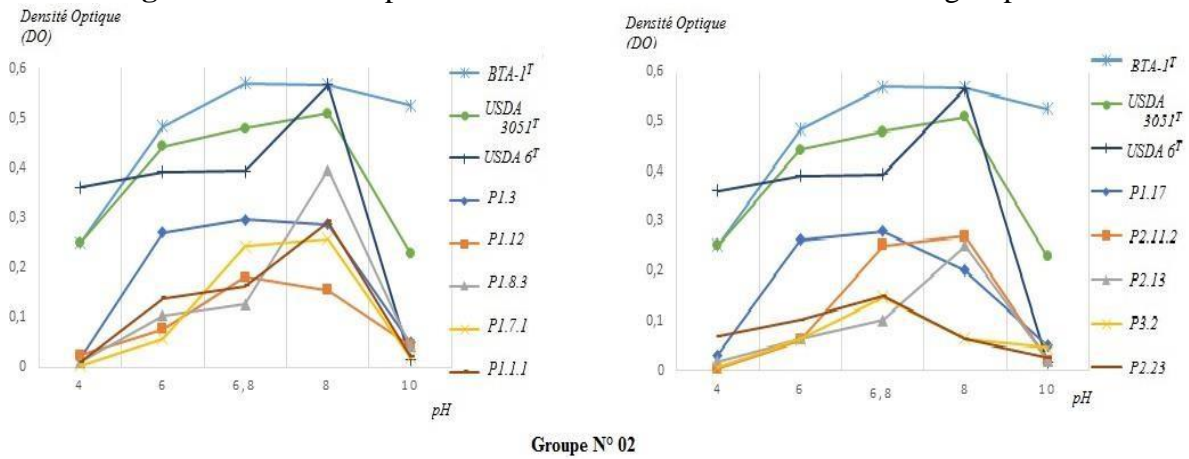 Densité Optique
(DO)
0,6
0,5
0,4
0,3
0,2
0,1
0
4 6 6,8 8 10
pH
BTA-1T
USDA
3051T
USDA 6T
P1.3
P1.12
P1.8.3
P1.7.1
P1.1.1
Densité Optique
(DO)
0,6
0,5
0,4
0,3
0,2
0,1
0
4 6 6,8 8 10
pH
BTA-1T
USDA
3051T
USDA 6T
P1.17
P2.11.2
P2.13
P3.2
P2.23
Groupe N° 02